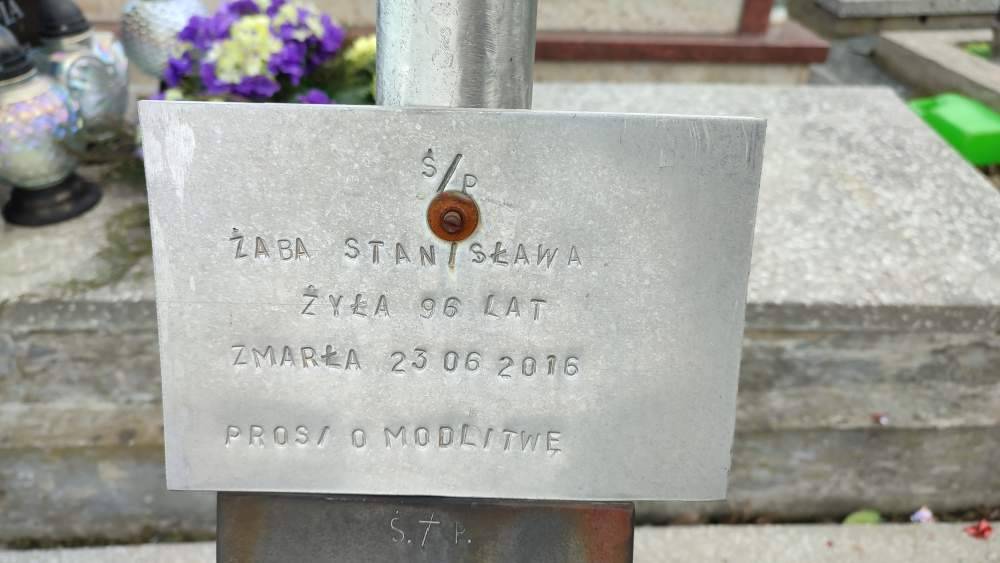 Ś/P
ŻABA STANISŁAWA
ŻYŁA 96 LAT
ZMARŁA 23 06 2016
PROSI O MODLITWĘ
Ś.†P.